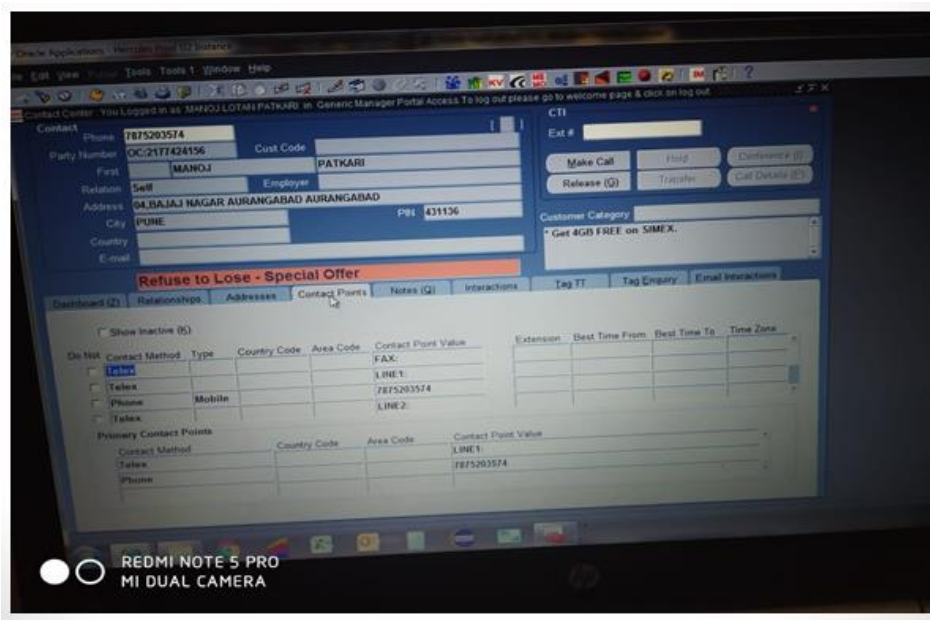 Oracle Applications - Hercules Prod 112 Instance
Edit View Tools Tools 1 Window Help
Contact Center : You Logged in as 'MANOJ LOTAN PATKARI' in Generic Manager Portal Access. To log out please go to welcome page & click on log out
Contact
Phone 7875203574
Party Number OC:2177424156 Cust Code
First MANOJ PATKARI
Relation Self Employer
Address 04,BAJAJ NAGAR AURANGABAD AURANGABAD
City PUNE PIN 431136
Country
E-mail
CTI
Ext #
Make Call Hold Conference (I)
Release (G) Transfer Call Details (F)
Customer Category
* Get 4GB FREE on SIMEX.
Refuse to Lose - Special Offer
Dashboard (Z) Relationships Addresses Contact Points Notes (Q) Interactions Tag TT Tag Enquiry Email Interactions
Show Inactive (K)
Do Not Contact Method Type Country Code Area Code Contact Point Value Extension Best Time From Best Time To Time Zone
Telex FAX:
Telex LINE1:
Phone Mobile 7875203574
Telex LINE2:
Primary Contact Points
Contact Method Country Code Area Code Contact Point Value
Telex LINE1:
Phone 7875203574
hp
REDMI NOTE 5 PRO
MI DUAL CAMERA